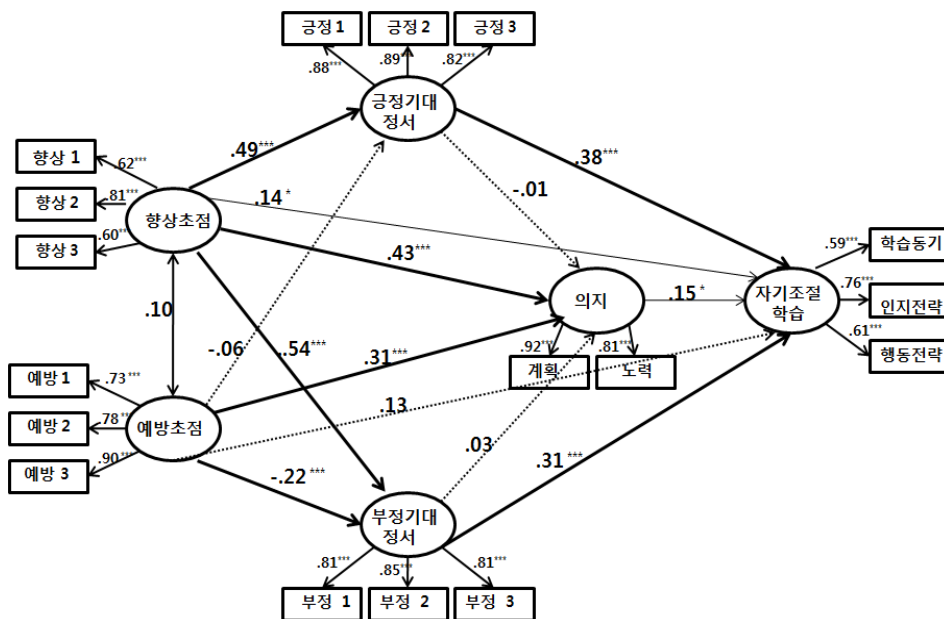 긍정 1
긍정 2
긍정 3
.88***
.89
.82***
긍정기대
정서
향상 1
향상 2
향상 3
.62***
.81***
.60**
향상초점
.49***
.14*
.38***
-.01
.43***
.10
-.06
.54***
.31***
.13
.03
-.22***
.31***
의지
.15*
.92***
.81***
계획
노력
자기조절
학습
.59***
.76***
.61***
학습동기
인지전략
행동전략
예방 1
예방 2
예방 3
.73***
.78**
.90***
예방초점
부정기대
정서
.81***
.85***
.81***
부정 1
부정 2
부정 3